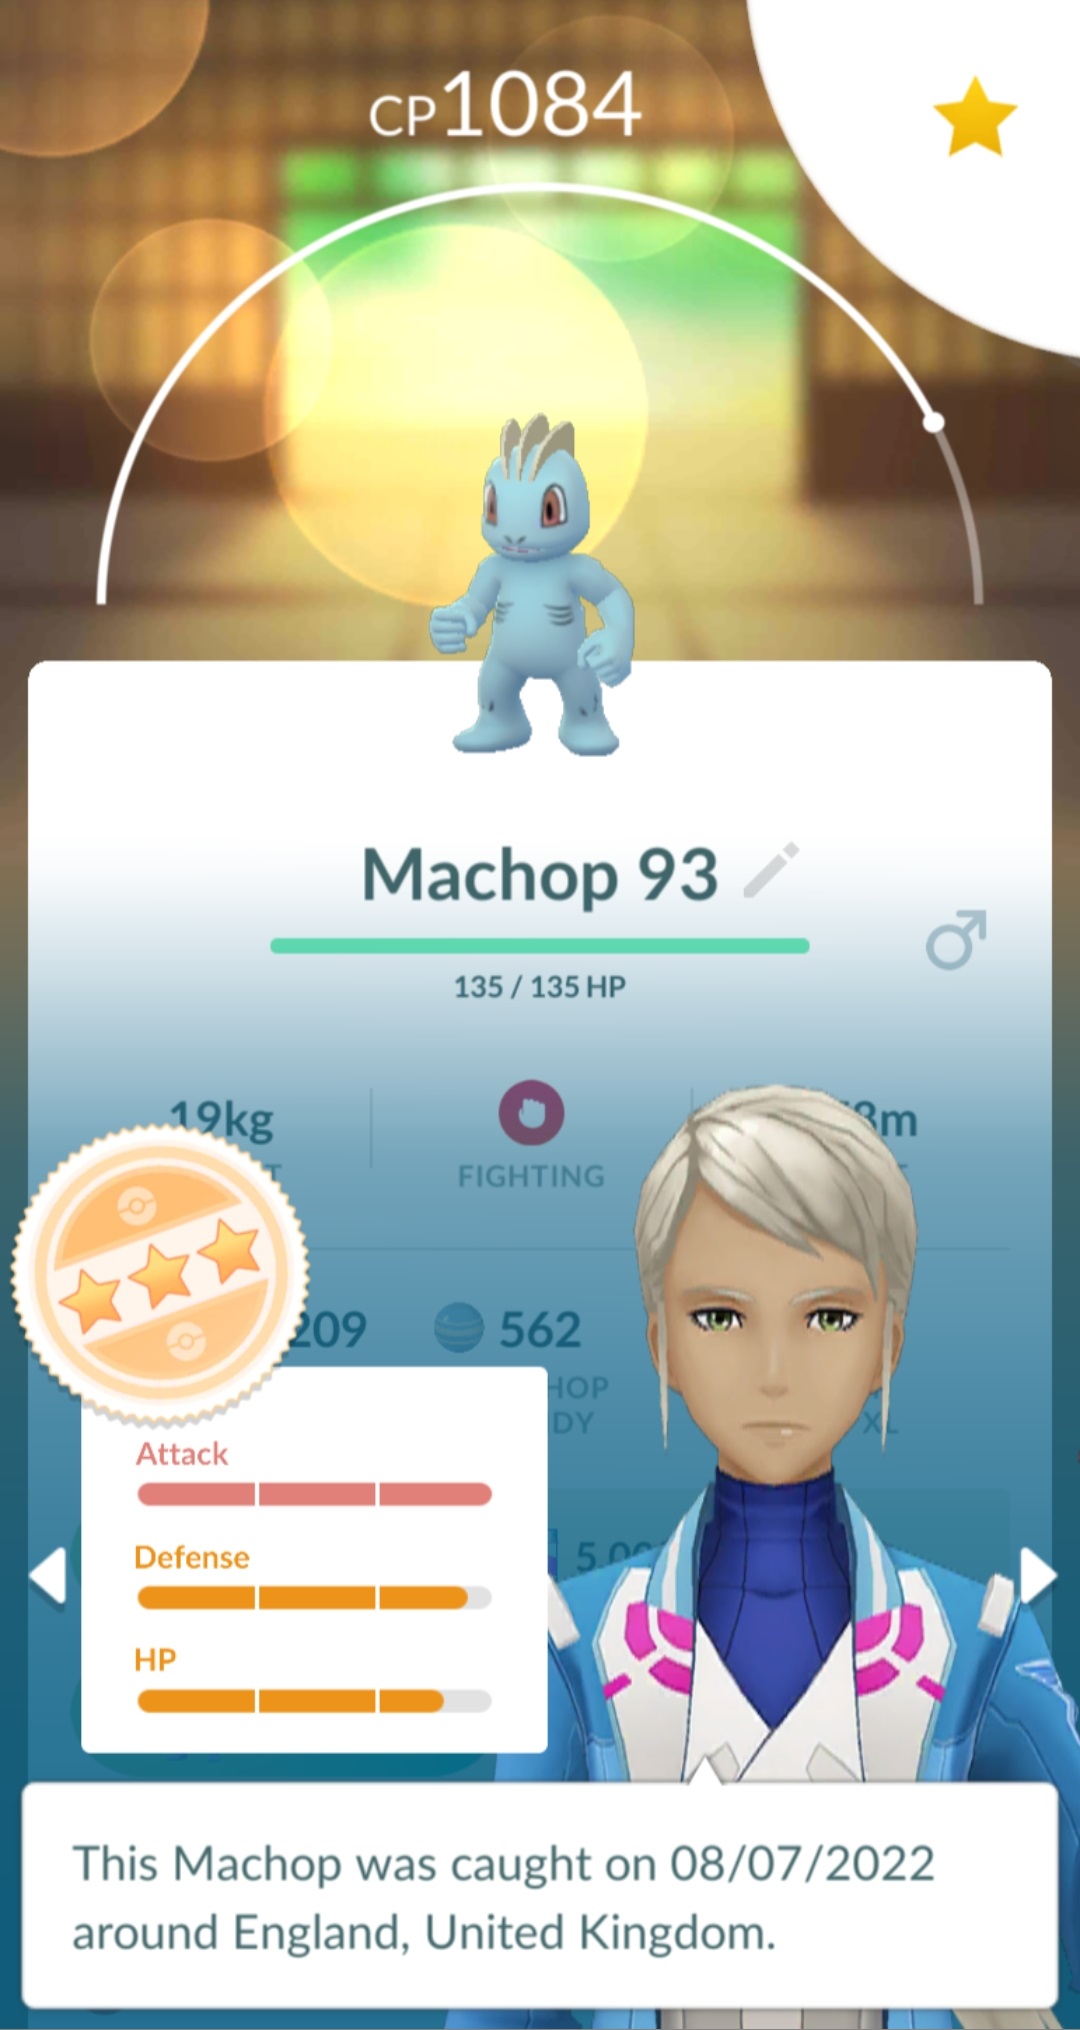 CP1084
Machop 93
135 / 135 HP
19kg
FIGHTING
209
562
Attack
Defense
HP
This Machop was caught on 08/07/2022
around England, United Kingdom.